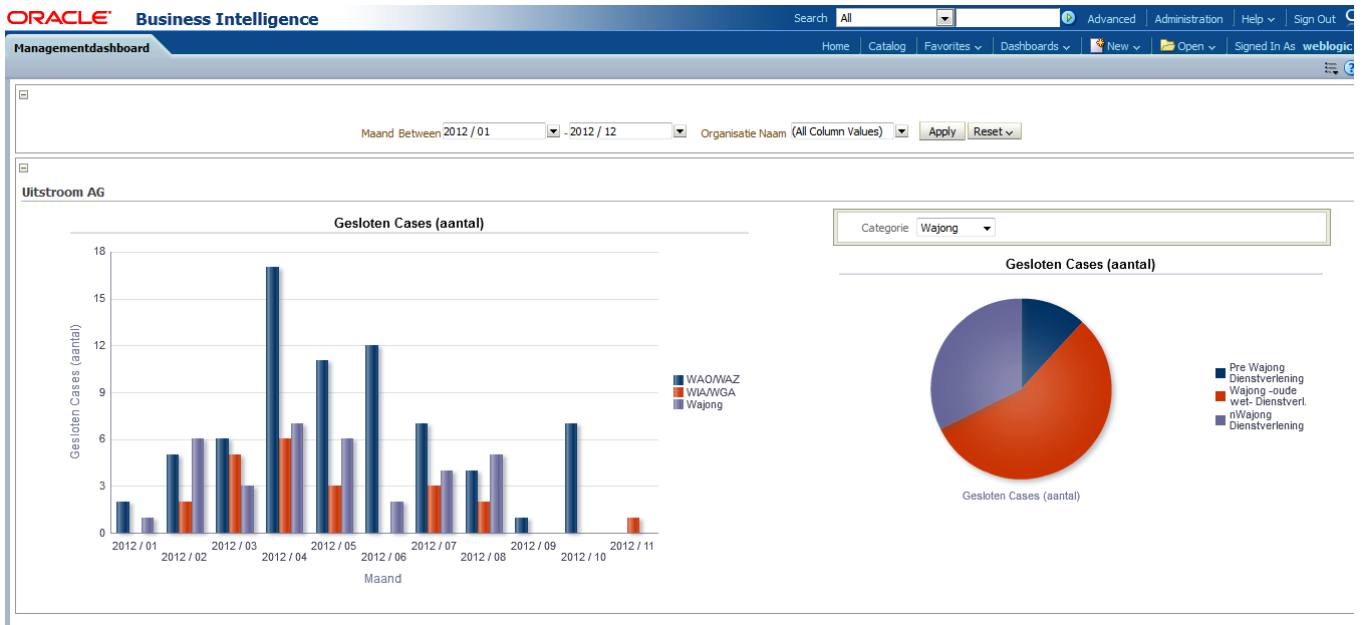 ORACLE Business Intelligence
Search All Advanced Administration Help Sign Out
Managementdashboard
Home Catalog Favorites Dashboards New Open Signed In As weblogic
Maand Between 2012 / 01 - 2012 / 12 Organisatie Naam (All Column Values) Apply Reset
Uitstroom AG
Gesloten Cases (aantal)
18
15
12
9
6
3
0
Gesloten Cases (aantal)
2012 / 01
2012 / 02
2012 / 03
2012 / 04
2012 / 05
2012 / 06
2012 / 07
2012 / 08
2012 / 09
2012 / 10
2012 / 11
Maand
WAO/WAZ
WIA/WGA
Wajong
Categorie Wajong
Gesloten Cases (aantal)
Pre Wajong
Dienstverlening
Wajong -oude
wet- Dienstverl.
nWajong
Dienstverlening
Gesloten Cases (aantal)